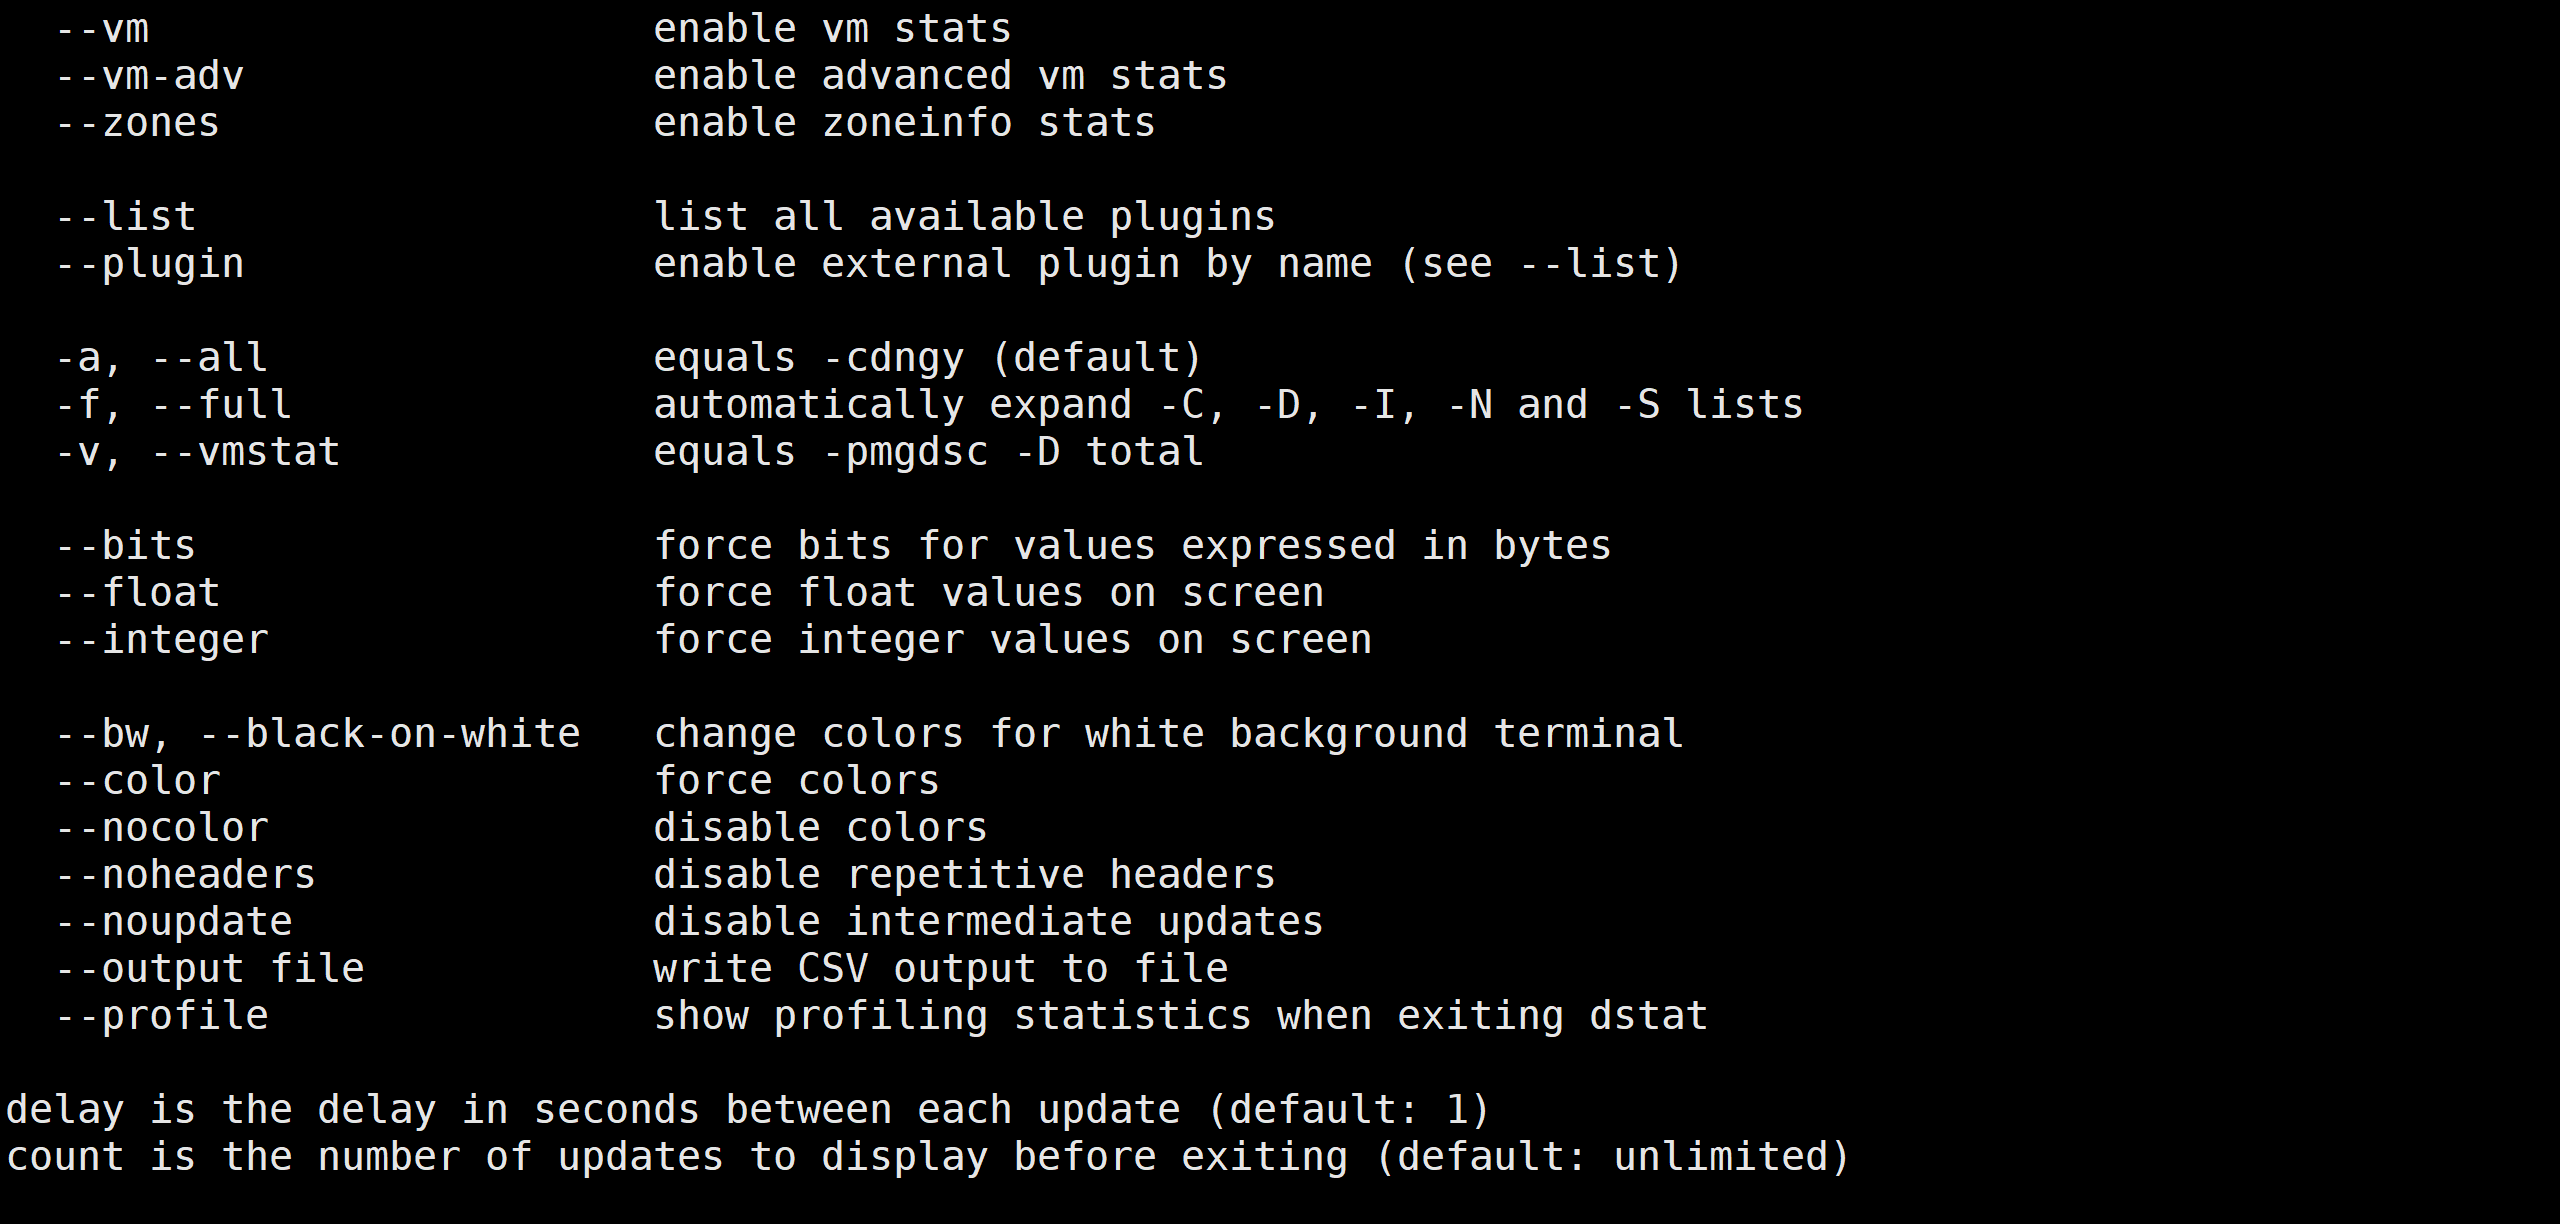 --vm                     enable vm stats
--vm-adv                 enable advanced vm stats
--zones                  enable zoneinfo stats

--list                   list all available plugins
--plugin                 enable external plugin by name (see --list)

-a, --all                equals -cdngy (default)
-f, --full               automatically expand -C, -D, -I, -N and -S lists
-v, --vmstat             equals -pmgdsc -D total

--bits                   force bits for values expressed in bytes
--float                  force float values on screen
--integer                force integer values on screen

--bw, --black-on-white   change colors for white background terminal
--color                  force colors
--nocolor                disable colors
--noheaders              disable repetitive headers
--noupdate               disable intermediate updates
--output file            write CSV output to file
--profile                show profiling statistics when exiting dstat

delay is the delay in seconds between each update (default: 1)
count is the number of updates to display before exiting (default: unlimited)